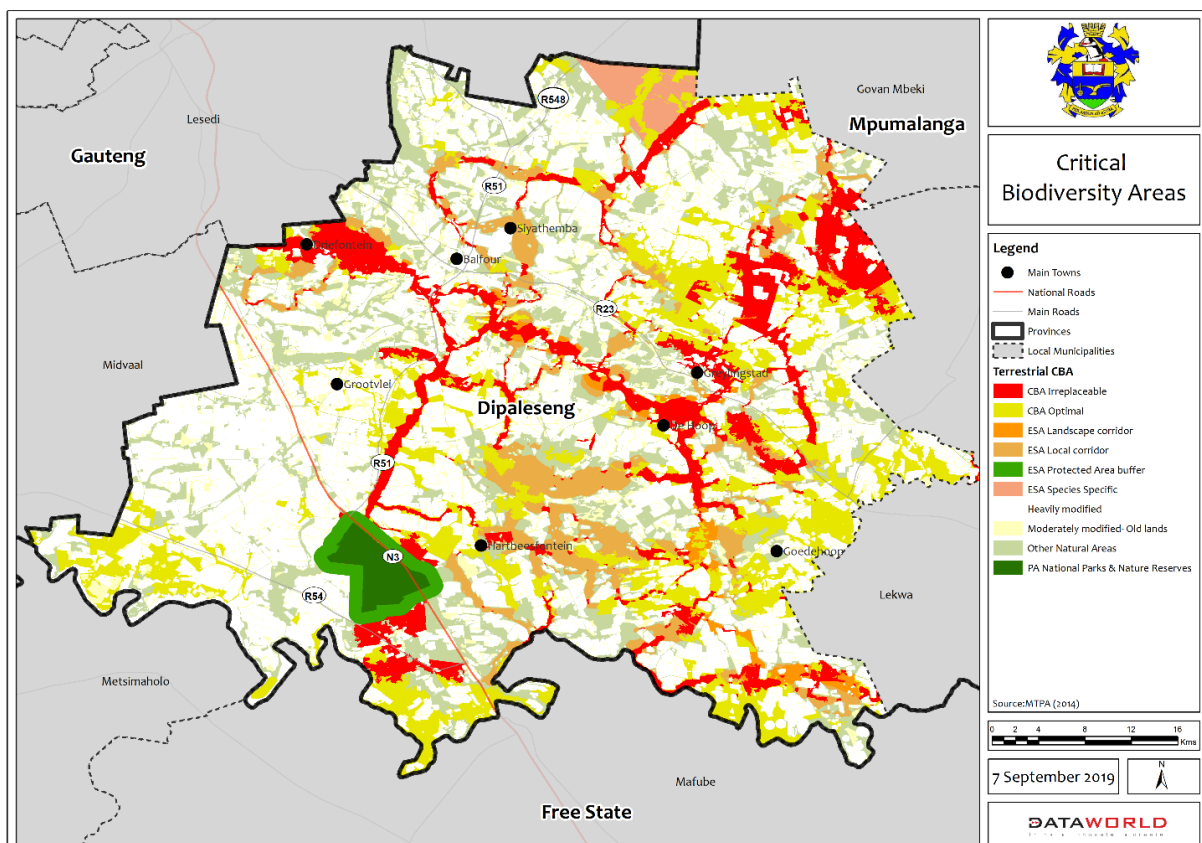 R548
Govan Mbeki
Mpumalanga
Lesedi
Gauteng
R51
Siyathemba
Driefontein
Balfour
R23
Midvaal
Greylingstad
Grootvlei
Dipaleseng
De Hoop
R51
Hartbeesfontein
Goedehoop
N3
R54
Lekwa
Metsimaholo
Mafube
Free State
Critical
Biodiversity Areas
Legend
Main Towns
National Roads
Main Roads
Provinces
Local Municipalities
Terrestrial CBA
CBA Irreplaceable
CBA Optimal
ESA Landscape corridor
ESA Local corridor
ESA Protected Area buffer
ESA Species Specific
Heavily modified
Moderately modified- Old lands
Other Natural Areas
PA National Parks & Nature Reserves
Source:MTPA (2014)
0 2 4 8 12 16
Kms
7 September 2019
N
DATAWORLD